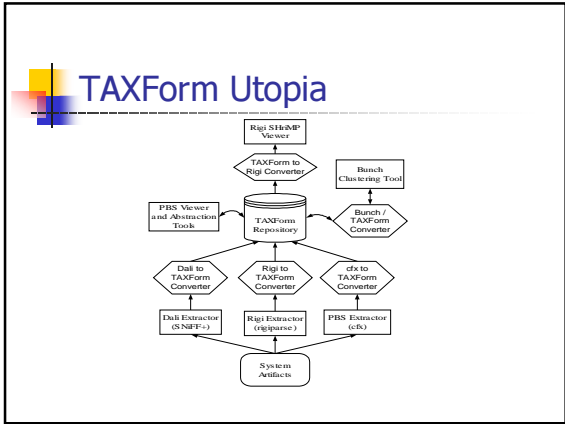 TAXForm Utopia
Rigi SHriMP
Viewer
TAXForm to
Rigi Converter
Bunch
Clustering Tool
PBS Viewer
and Abstraction
Tools
TAXForm
Repository
Bunch /
TAXForm
Converter
Dali to
TAXForm
Converter
Rigi to
TAXForm
Converter
cfx to
TAXForm
Converter
Dali Extractor
(SNiFF+)
Rigi Extractor
(rigiparse)
PBS Extractor
(cfx)
System
Artifacts